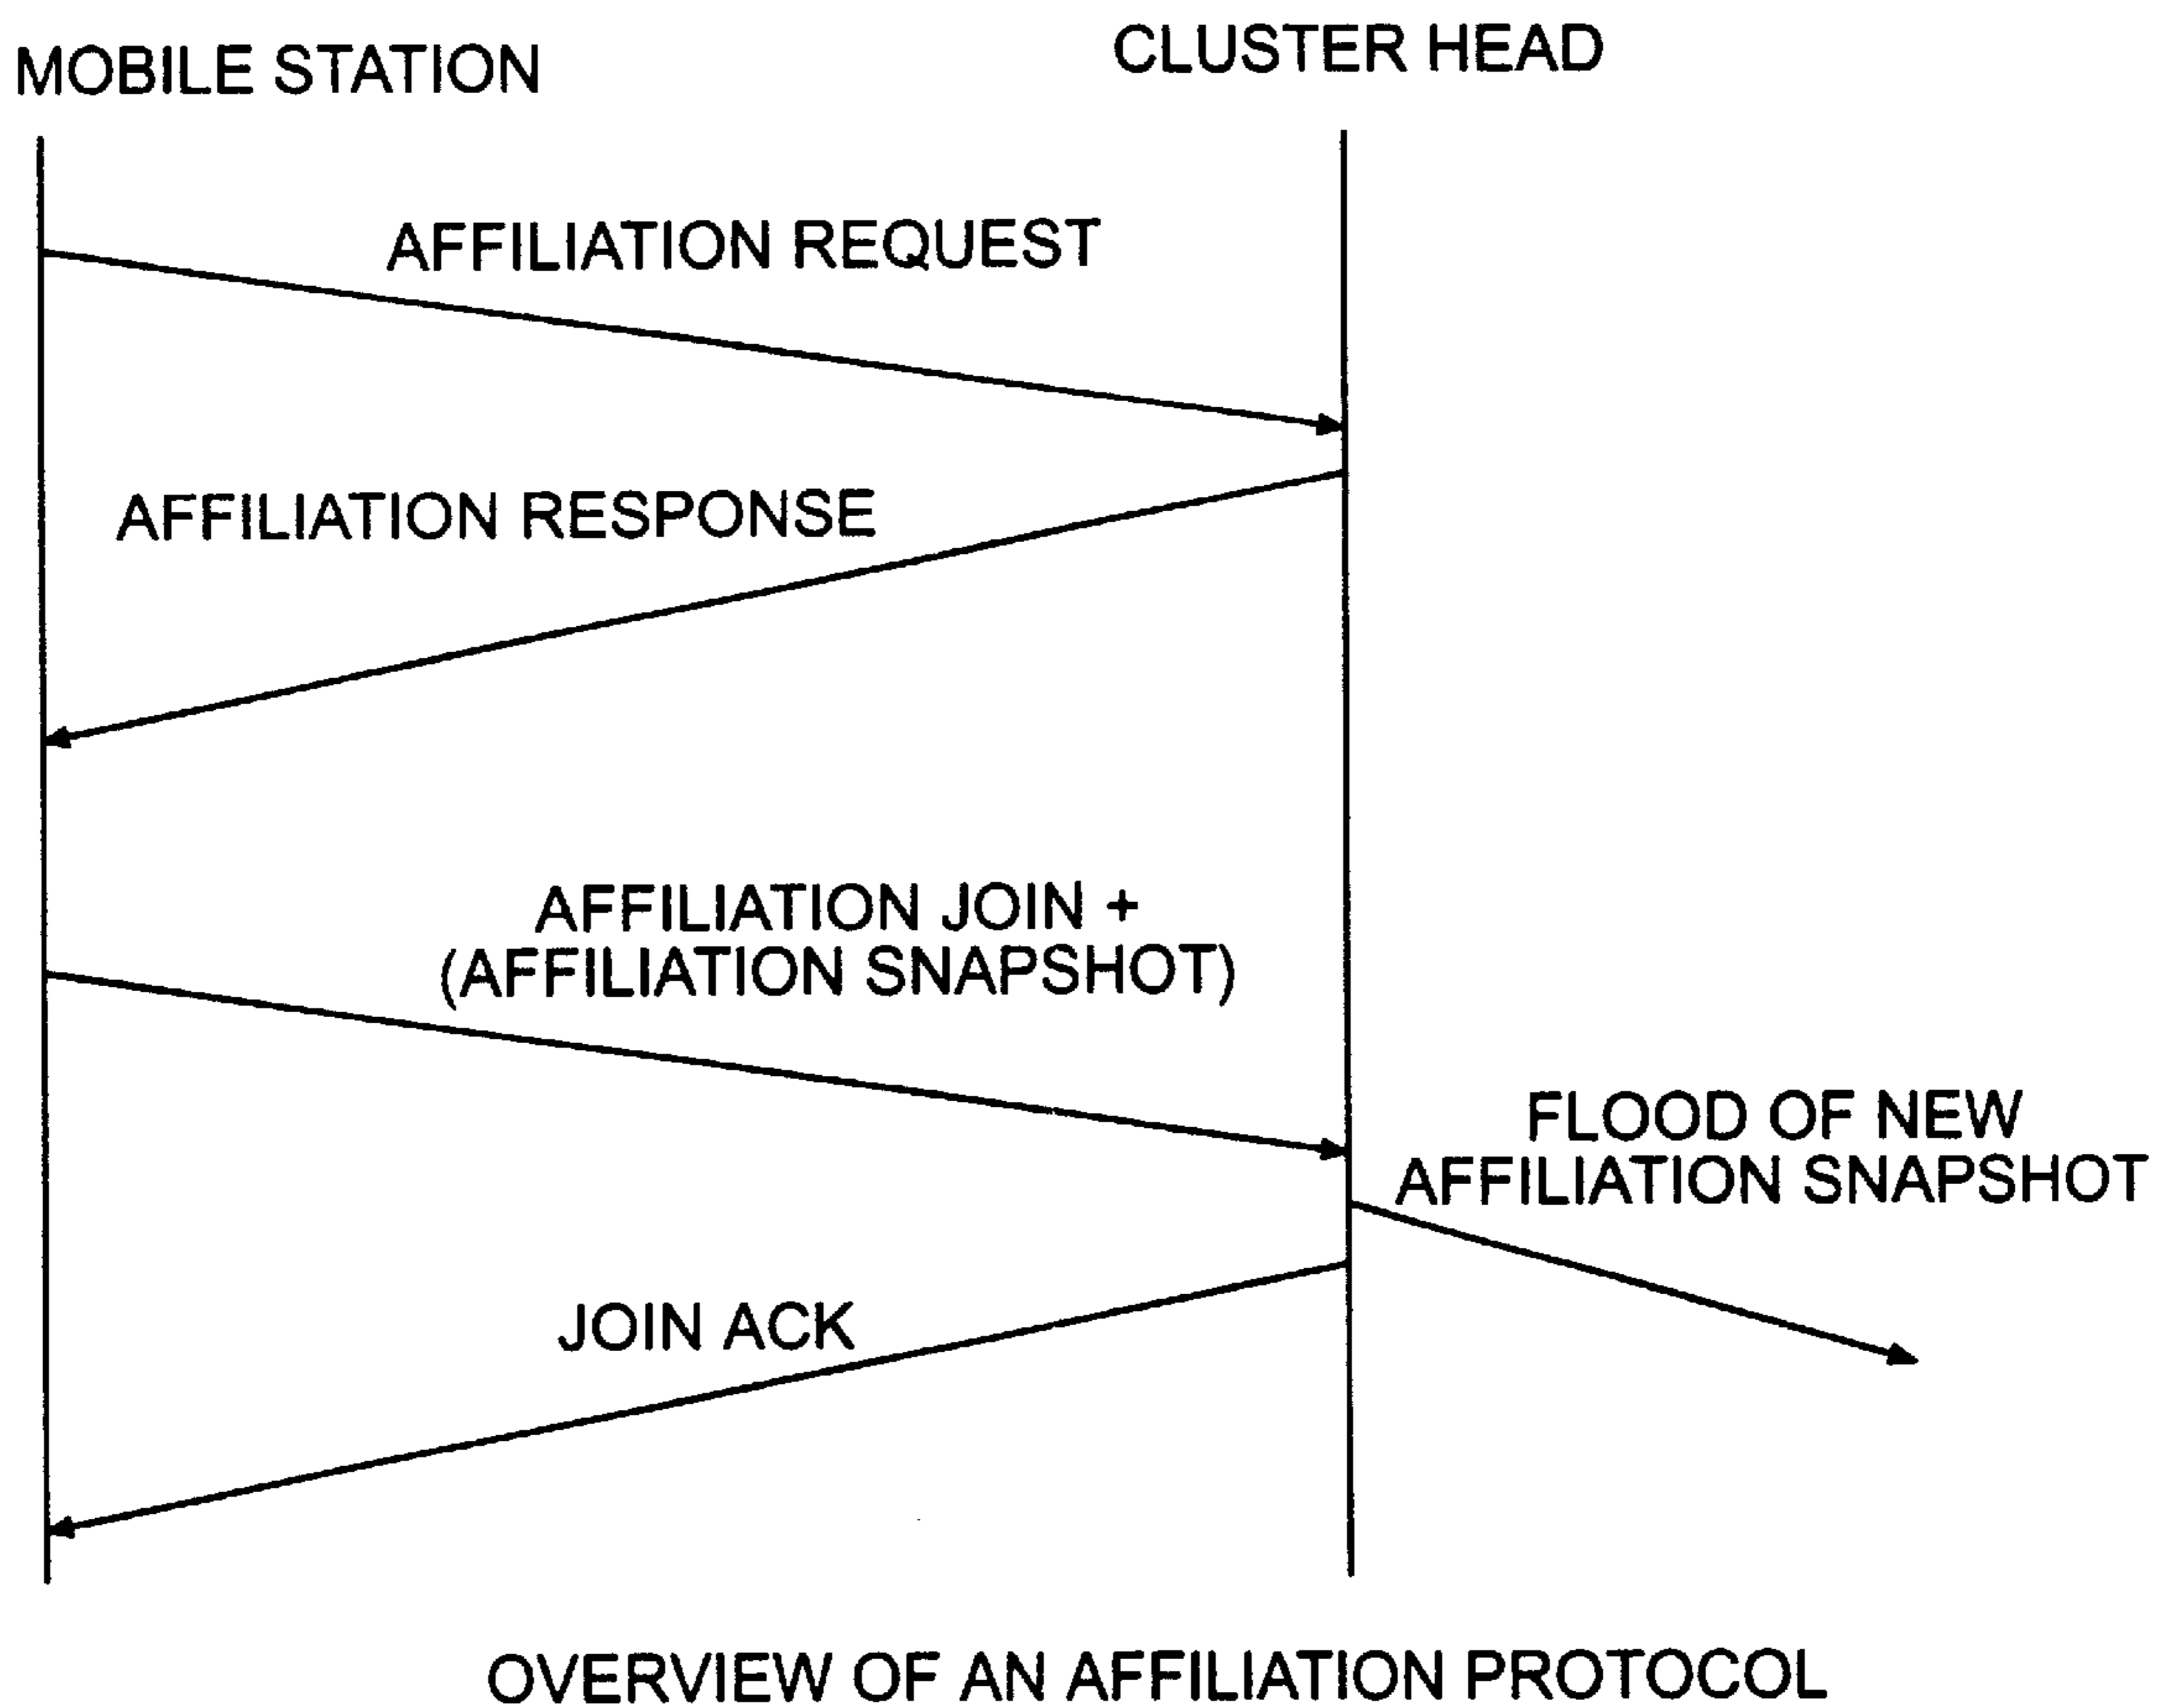 MOBILE STATION
CLUSTER HEAD
AFFILIATION REQUEST
AFFILIATION RESPONSE
AFFILIATION JOIN +
(AFFILIATION SNAPSHOT)
FLOOD OF NEW
AFFILIATION SNAPSHOT
JOIN ACK
OVERVIEW OF AN AFFILIATION PROTOCOL